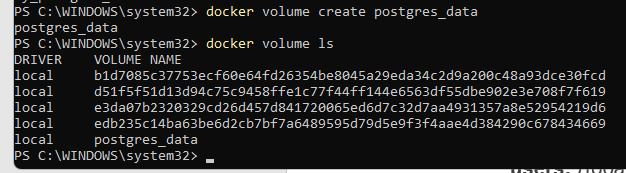 PS C:\WINDOWS\system32> docker volume create postgres_data
postgres_data
PS C:\WINDOWS\system32> docker volume ls
DRIVER    VOLUME NAME
local     b1d7085c37753ecf60e64fd26354be8045a29eda34c2d9a200c48a93dce30fcd
local     d51f5f51d13d94c75c9458ffe1c77f44ff144e6563df55dbe902e3e708f7f619
local     e3da07b2320329cd26d457d841720065ed6d7c32d7aa4931357a8e52954219d6
local     edb235c14ba63be6d2cb7bf7a6489595d79d5e9f3f4aae4d384290c678434669
local     postgres_data
PS C:\WINDOWS\system32>